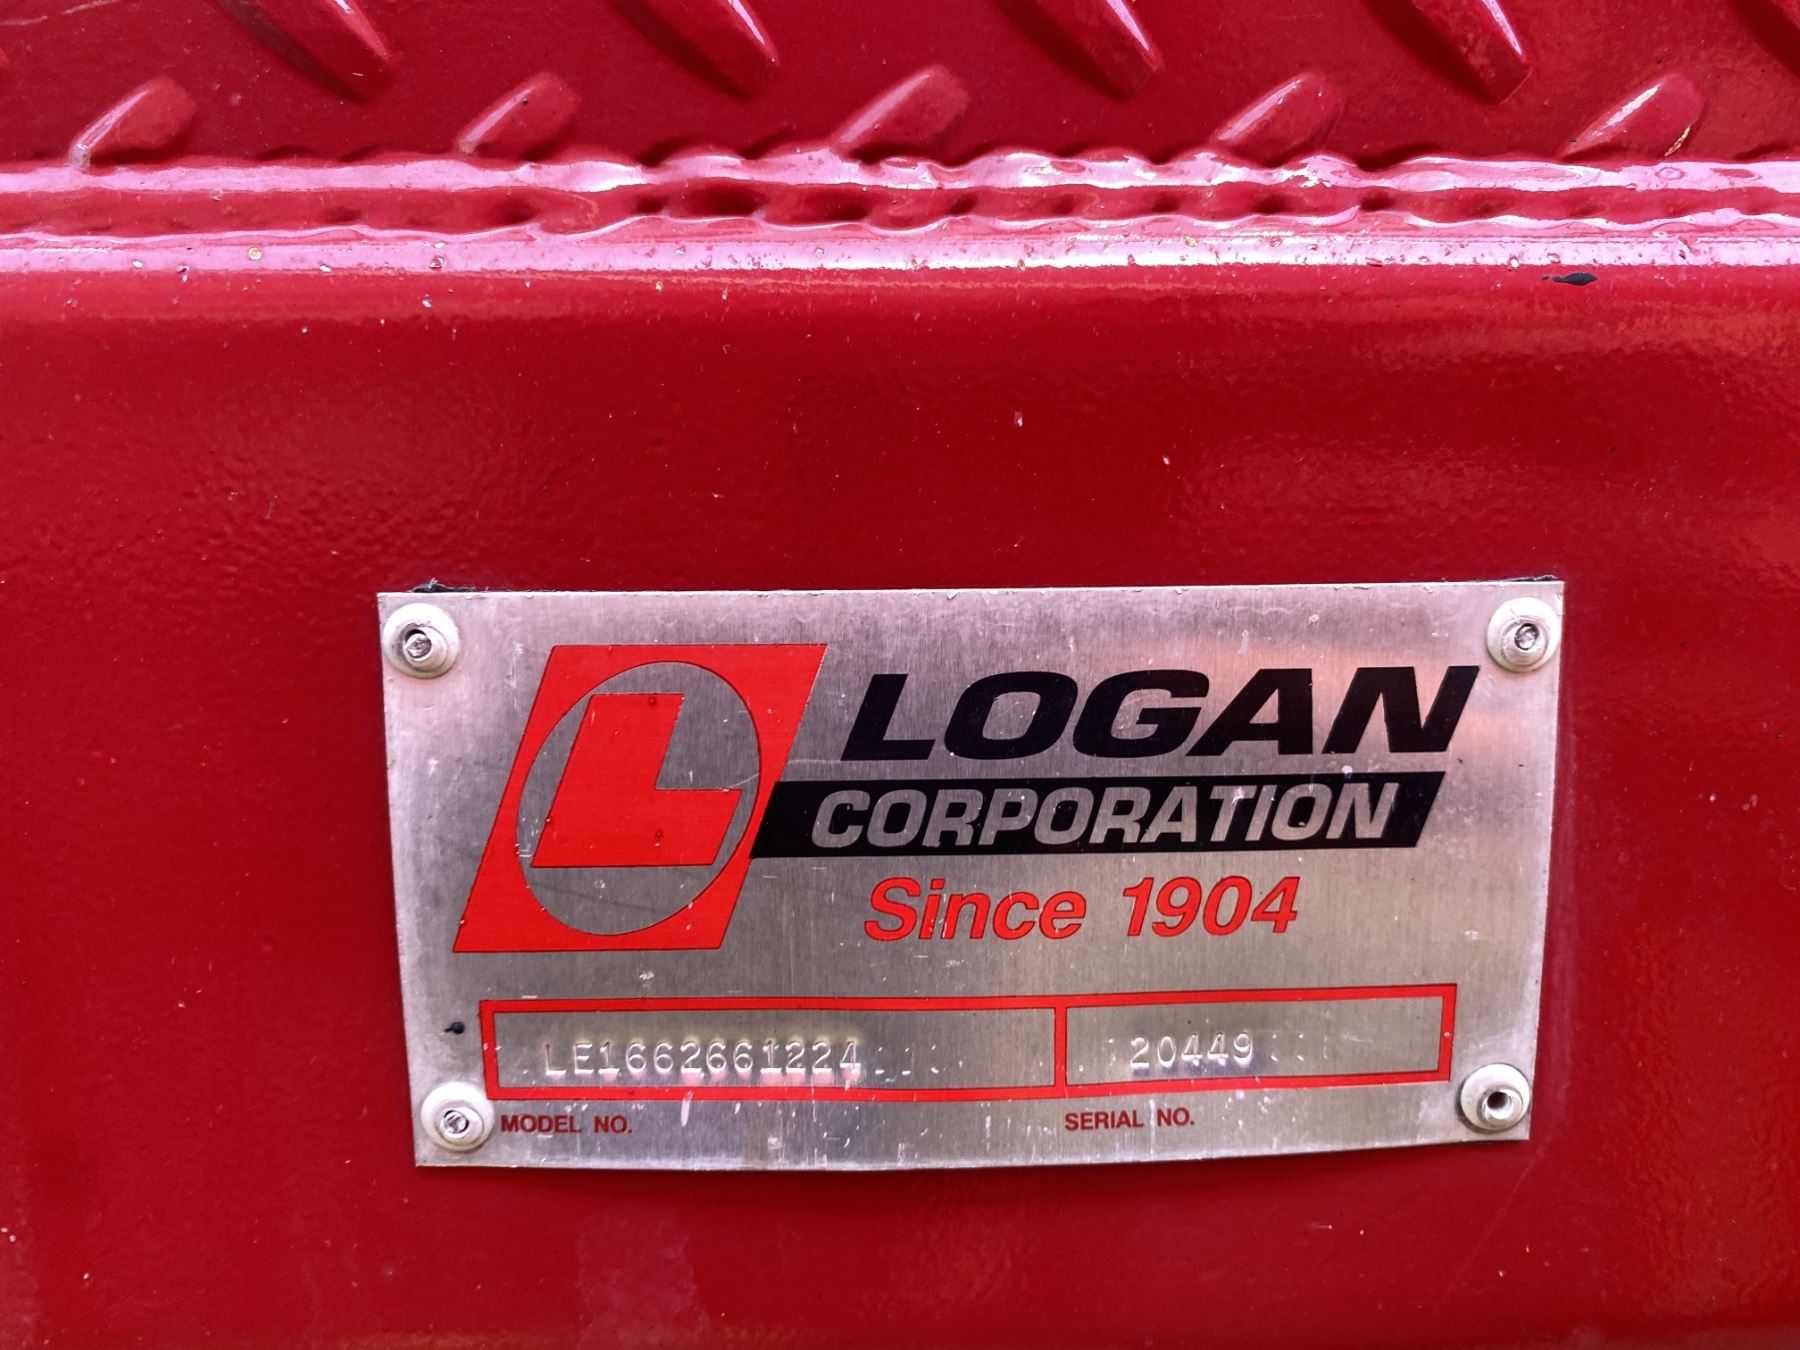 L
LOGAN
CORPORATION
Since 1904
LE1662661224
20449
MODEL NO.
SERIAL NO.